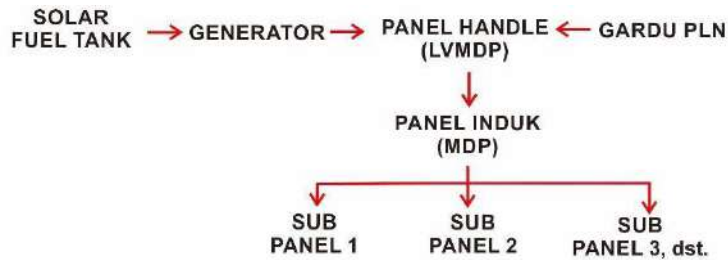 SOLAR
FUEL TANK
GENERATOR
PANEL HANDLE
(LVMDP)
GARDU PLN
PANEL INDUK
(MDP)
SUB
PANEL 1
SUB
PANEL 2
SUB
PANEL 3, dst.